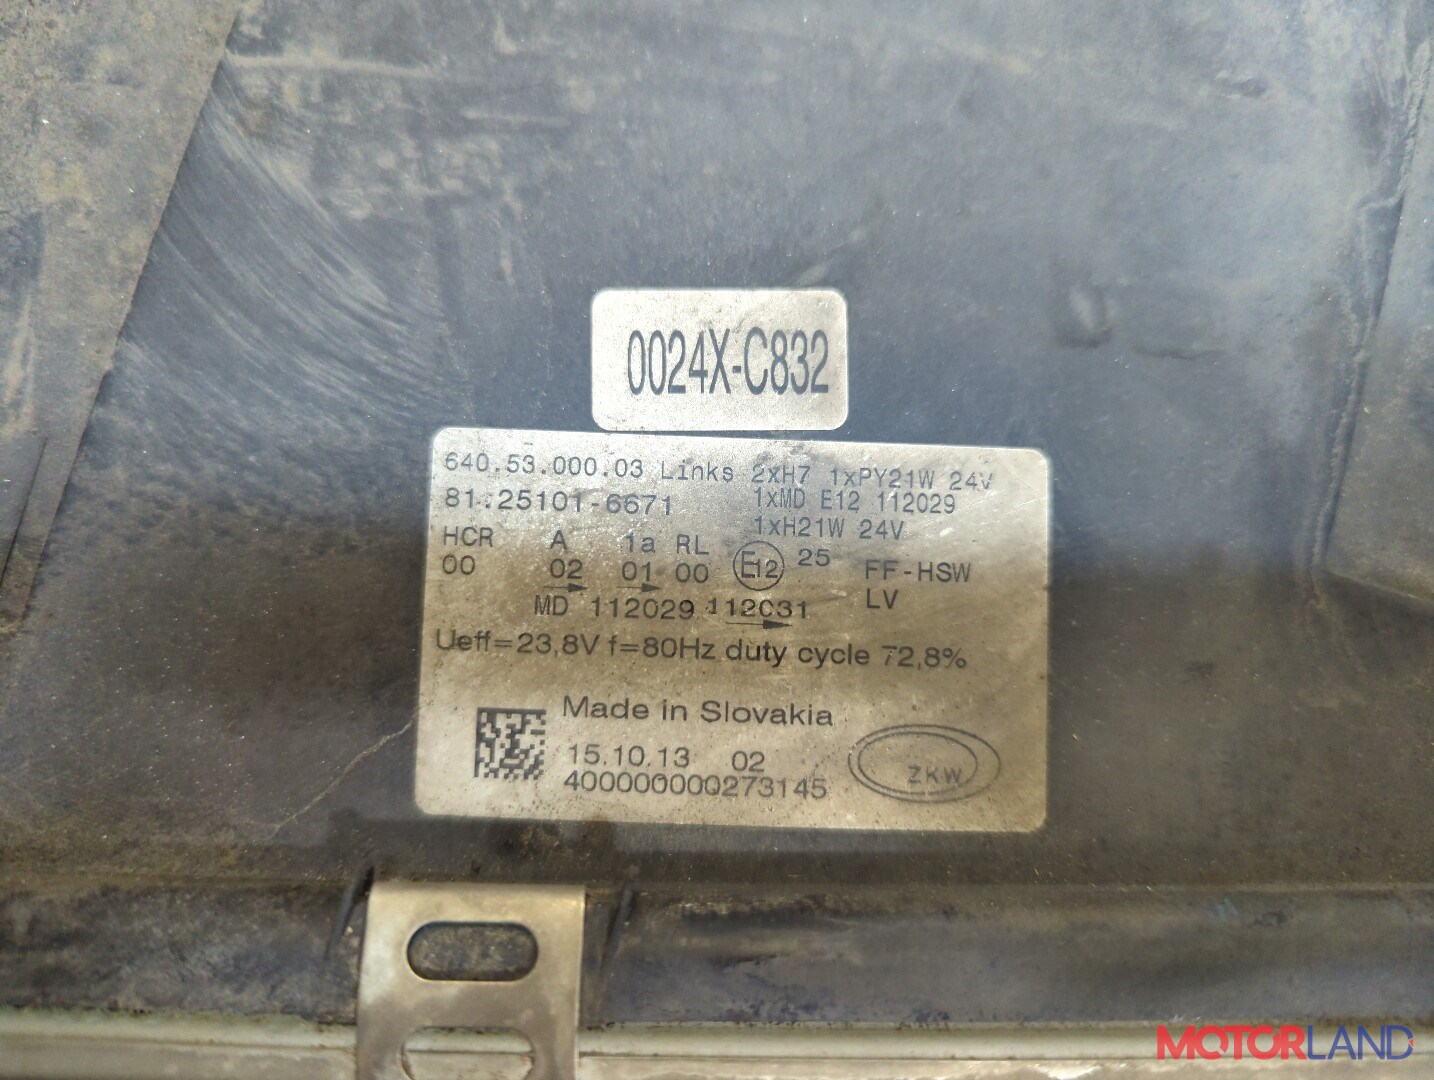 0024X-C832
640.53.000.03 Links 2xH7 1xPY21W 24V
81.25101-6671 1xMD E12 112029
1xH21W 24V
HCR A 1a RL
00 02 01 00 E12 25 FF-HSW
LV
MD 112029 112031
Ueff=23,8V f=80Hz duty cycle 72,8%
Made in Slovakia
15.10.13 02
400000000273145
ZKW
MOTORLAND